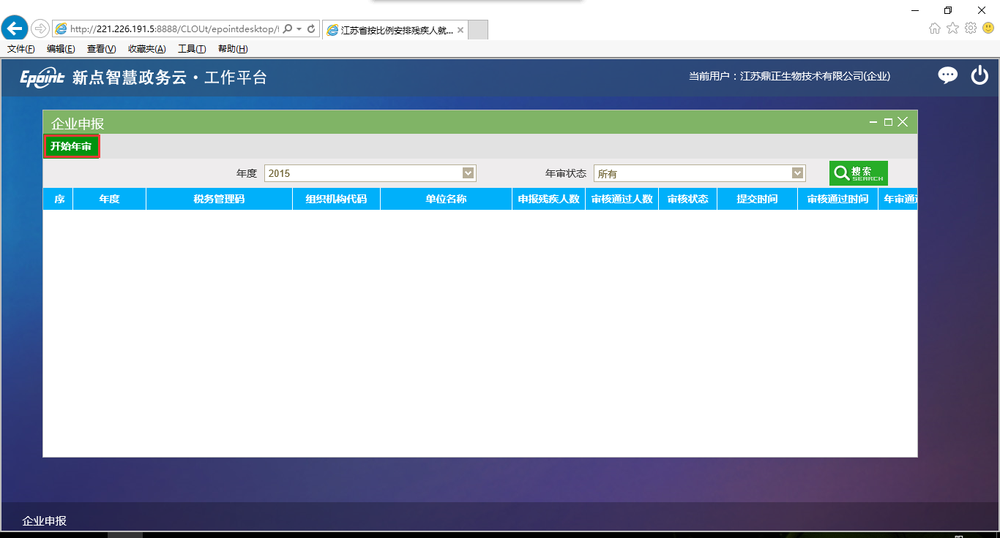 http://221.226.191.5:8888/CLOUt/epointdesktop/f
江苏省按比例安排残疾人就...
文件(F) 编辑(E) 查看(V) 收藏夹(A) 工具(T) 帮助(H)
Epoint 新点智慧政务云·工作平台
当前用户：江苏鼎正生物技术有限公司(企业)
企业申报
开始年审
年度 2015 年审状态 所有 搜索 SEARCH
序 年度 税务管理码 组织机构代码 单位名称 申报残疾人数 审核通过人数 审核状态 提交时间 审核通过时间 年审通
企业申报